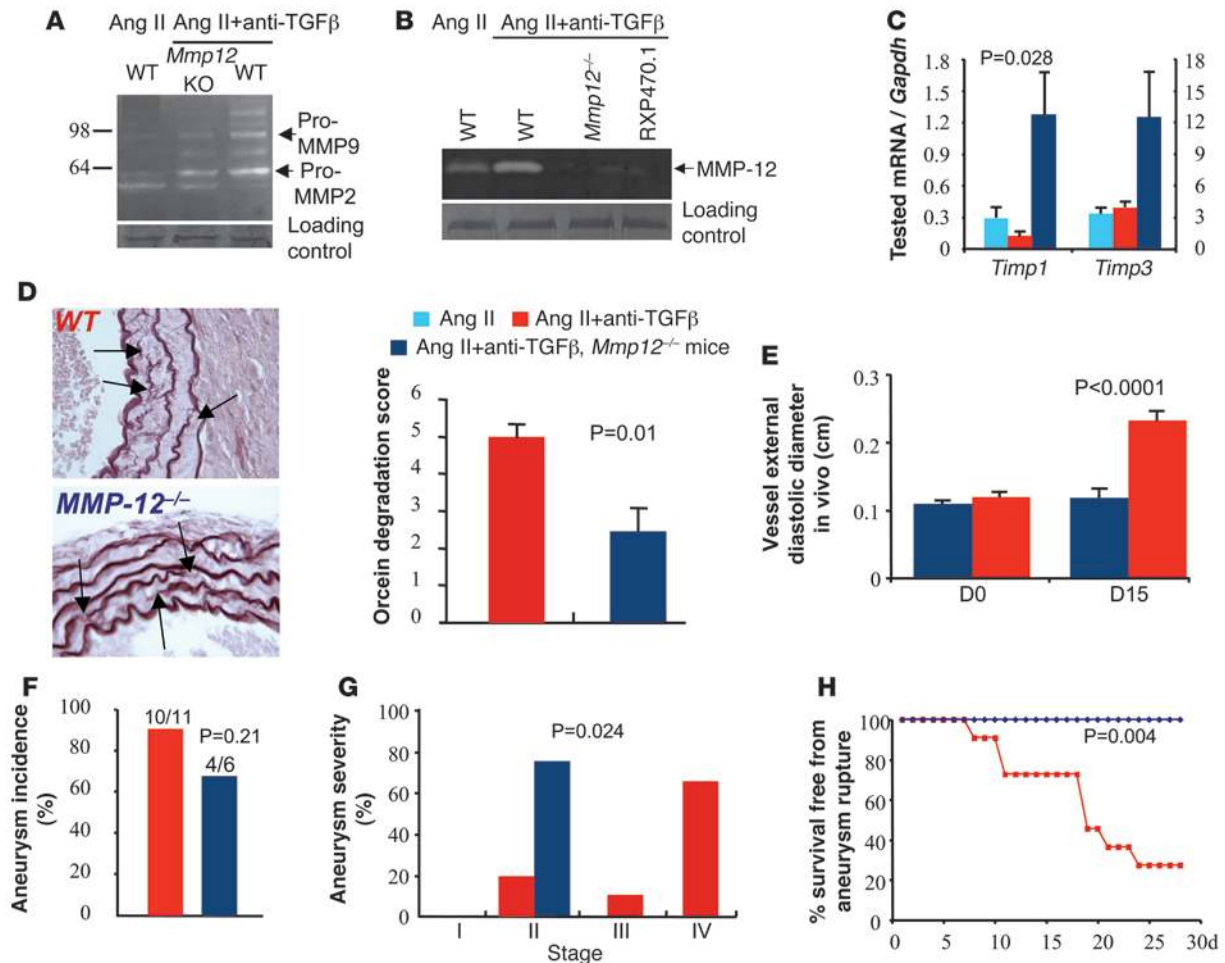 A
Ang II Ang II+anti-TGFβ
WT
Mmp12
KO
WT
98
64
Pro-
MMP9
Pro-
MMP2
Loading
control
B
Ang II Ang II+anti-TGFβ
WT
WT
Mmp12–/–
RXP470.1
MMP-12
Loading
control
C
Tested mRNA / Gapdh
P=0.028
1.8
1.5
1.2
0.9
0.6
0.3
0
18
15
12
9
6
3
0
Timp1 Timp3
D
WT
MMP-12–/–
Ang II Ang II+anti-TGFβ
Ang II+anti-TGFβ, Mmp12–/– mice
Orcein degradation score
6
5
4
3
2
1
0
P=0.01
E
Vessel external
diastolic diameter
in vivo (cm)
0.3
0.2
0.1
0
P<0.0001
D0 D15
F
Aneurysm incidence
(%)
100
80
60
40
20
0
10/11
P=0.21
4/6
G
Aneurysm severity
(%)
100
80
60
40
20
0
P=0.024
I II III IV
Stage
H
% survival free from
aneurysm rupture
100
80
60
40
20
0
P=0.004
0 5 10 15 20 25 30d